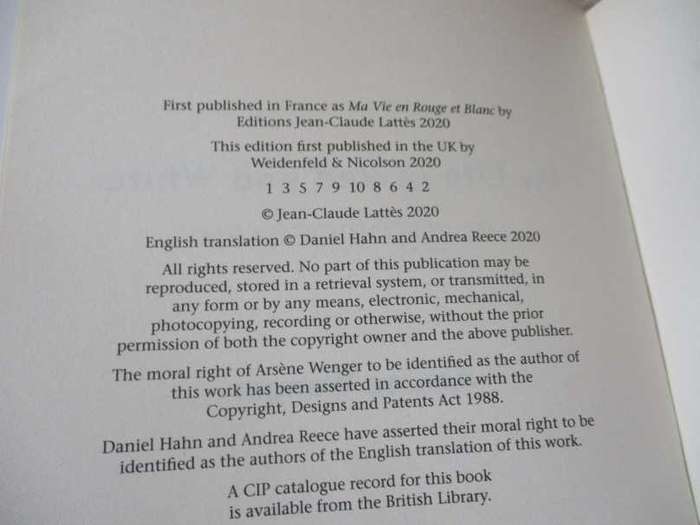 First published in France as Ma Vie en Rouge et Blanc by
Editions Jean-Claude Lattès 2020
This edition first published in the UK by
Weidenfeld & Nicolson 2020
1 3 5 7 9 10 8 6 4 2
© Jean-Claude Lattès 2020
English translation © Daniel Hahn and Andrea Reece 2020
All rights reserved. No part of this publication may be
reproduced, stored in a retrieval system, or transmitted, in
any form or by any means, electronic, mechanical,
photocopying, recording or otherwise, without the prior
permission of both the copyright owner and the above publisher.
The moral right of Arsène Wenger to be identified as the author of
this work has been asserted in accordance with the
Copyright, Designs and Patents Act 1988.
Daniel Hahn and Andrea Reece have asserted their moral right to be
identified as the authors of the English translation of this work.
A CIP catalogue record for this book
is available from the British Library.